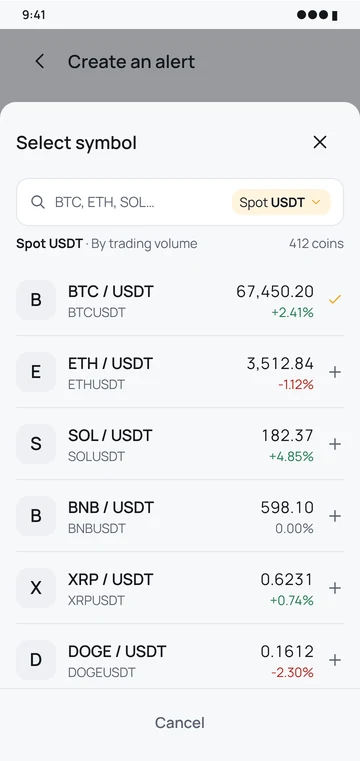 9:41
Create an alert
Select symbol
BTC, ETH, SOL... Spot USDT
Spot USDT · By trading volume 412 coins
B BTC / USDT 67,450.20
BTCUSDT +2.41%
E ETH / USDT 3,512.84
ETHUSDT -1.12%
S SOL / USDT 182.37
SOLUSDT +4.85%
B BNB / USDT 598.10
BNBUSDT 0.00%
X XRP / USDT 0.6231
XRPUSDT +0.74%
D DOGE / USDT 0.1612
DOGEUSDT -2.30%
Cancel